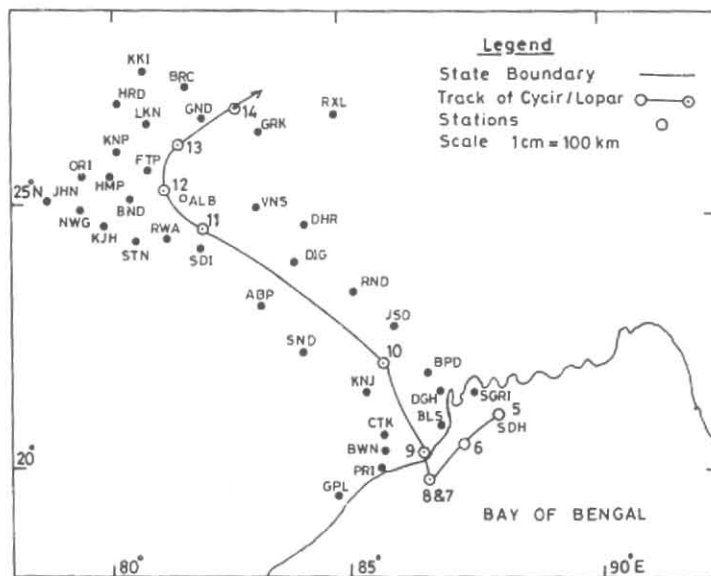 Legend
State Boundary
Track of Cycir/Lopar
Stations
Scale 1cm = 100 km
KKI
BRC
HRD
LKN
GND
14
RXL
GRK
KNP
13
FTP
ORI
HMP
12
25°N
JHN
ALB
VNS
NWG
BND
11
DHR
KJH
RWA
STN
SDI
DIG
ABP
RND
JSD
SND
10
BPD
KNJ
DGH
SGRI
5
BLS
SDH
CTK
6
BWN
9
20°
PRI
8&7
GPL
BAY OF BENGAL
80°
85°
90°E